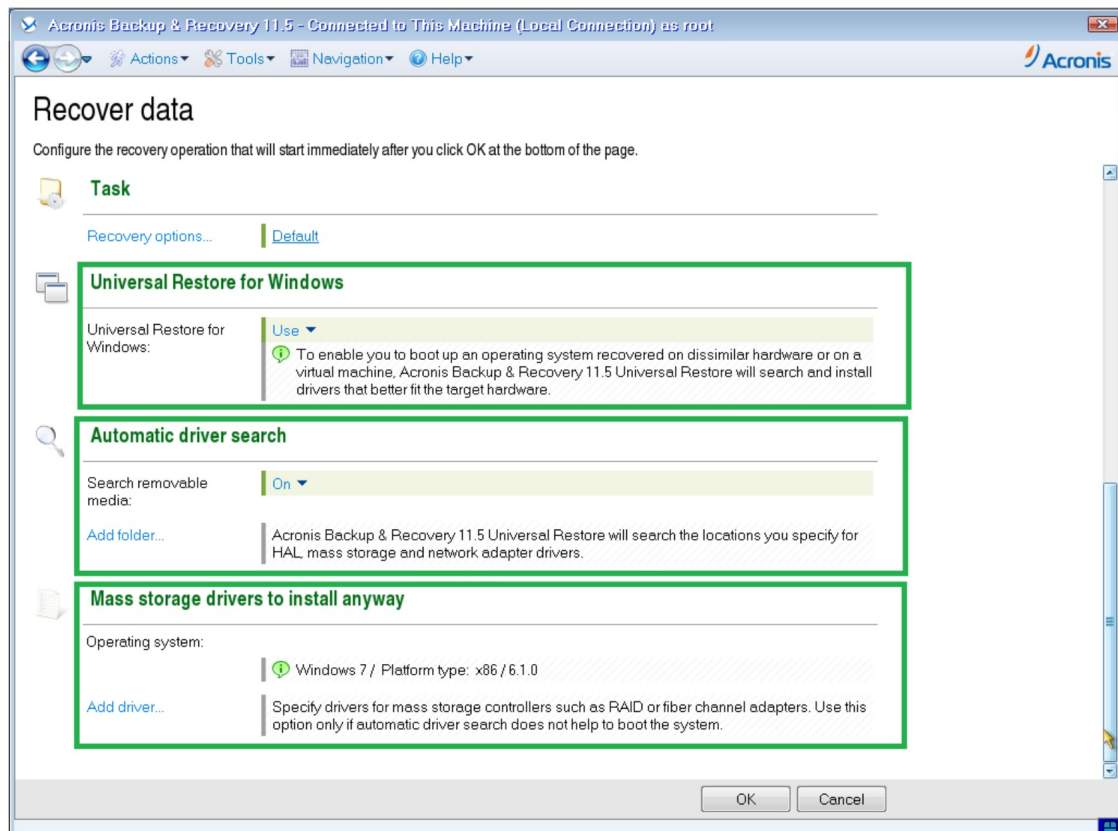 Acronis Backup & Recovery 11.5 - Connected to This Machine (Local Connection) as root
Actions Tools Navigation Help
Acronis
Recover data
Configure the recovery operation that will start immediately after you click OK at the bottom of the page.
Task
Recovery options... Default
Universal Restore for Windows
Universal Restore for Windows: Use
To enable you to boot up an operating system recovered on dissimilar hardware or on a
virtual machine, Acronis Backup & Recovery 11.5 Universal Restore will search and install
drivers that better fit the target hardware.
Automatic driver search
Search removable media: On
Add folder... Acronis Backup & Recovery 11.5 Universal Restore will search the locations you specify for
HAL, mass storage and network adapter drivers.
Mass storage drivers to install anyway
Operating system:
Windows 7 / Platform type: x86 / 6.1.0
Add driver... Specify drivers for mass storage controllers such as RAID or fiber channel adapters. Use this
option only if automatic driver search does not help to boot the system.
OK Cancel